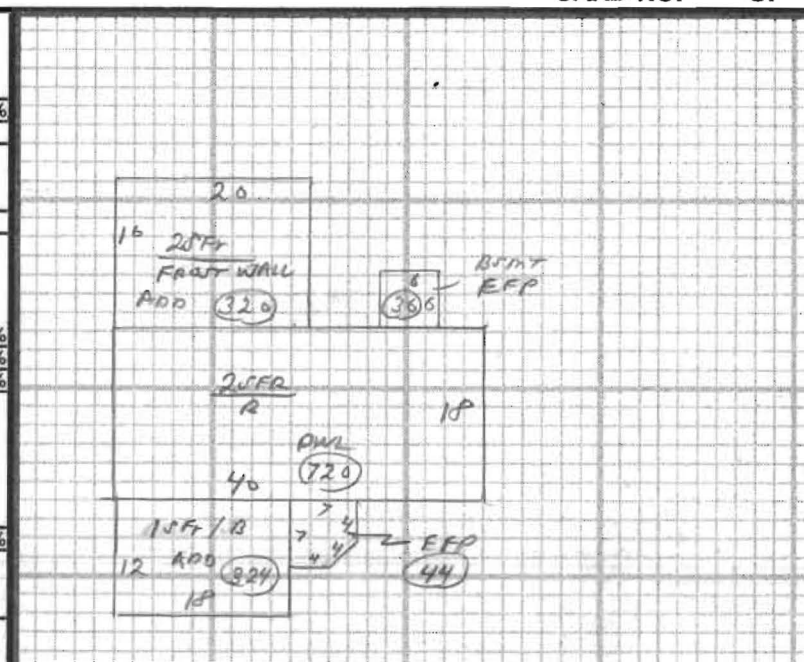 20
16 2SFr
FROST WALL
ADD 320
6
36 6
BSMT
EFP
2SFR
B
18
DWL
40 720
1SFr / B
12 ADD 224
18
7
7 4
4 4
EFP
44